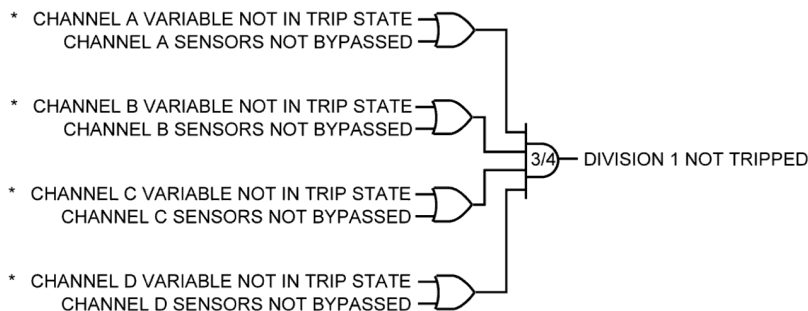 * CHANNEL A VARIABLE NOT IN TRIP STATE
CHANNEL A SENSORS NOT BYPASSED
* CHANNEL B VARIABLE NOT IN TRIP STATE
CHANNEL B SENSORS NOT BYPASSED
3/4 DIVISION 1 NOT TRIPPED
* CHANNEL C VARIABLE NOT IN TRIP STATE
CHANNEL C SENSORS NOT BYPASSED
* CHANNEL D VARIABLE NOT IN TRIP STATE
CHANNEL D SENSORS NOT BYPASSED